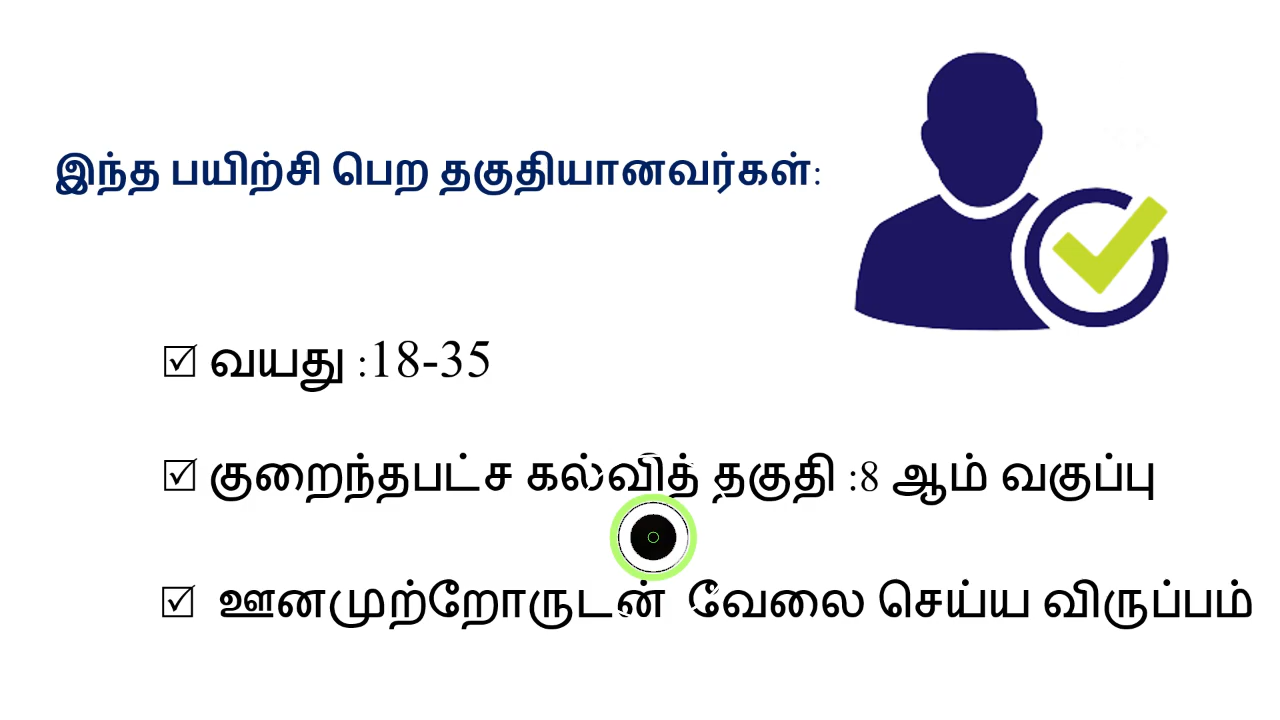 இந்த பயிற்சி பெற தகுதியானவர்கள்:
☑ வயது :18-35
☑ குறைந்தபட்ச கல்வித் தகுதி :8 ஆம் வகுப்பு
☑ ஊனமுற்றோருடன் வேலை செய்ய விருப்பம்